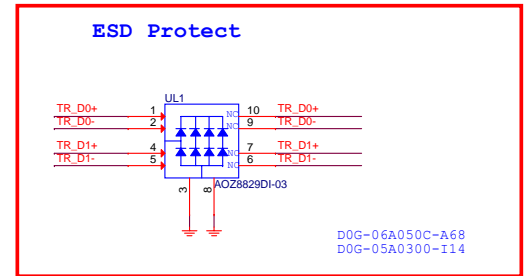 ESD Protect
UL1
TR_D0+ 1 NC 10 TR_D0+
TR_D0- 2 NC 9 TR_D0-
TR_D1+ 4 NC 7 TR_D1+
TR_D1- 5 NC 6 TR_D1-
3 8 AOZ8829DI-03
D0G-06A050C-A68
D0G-05A0300-I14